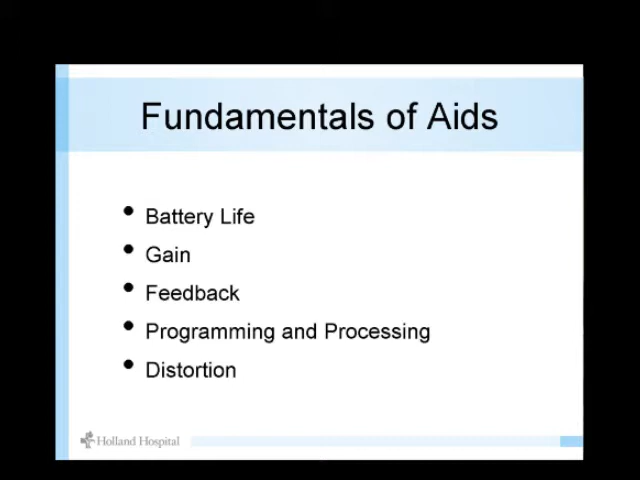 Fundamentals of Aids
• Battery Life
• Gain
• Feedback
• Programming and Processing
• Distortion
Holland Hospital